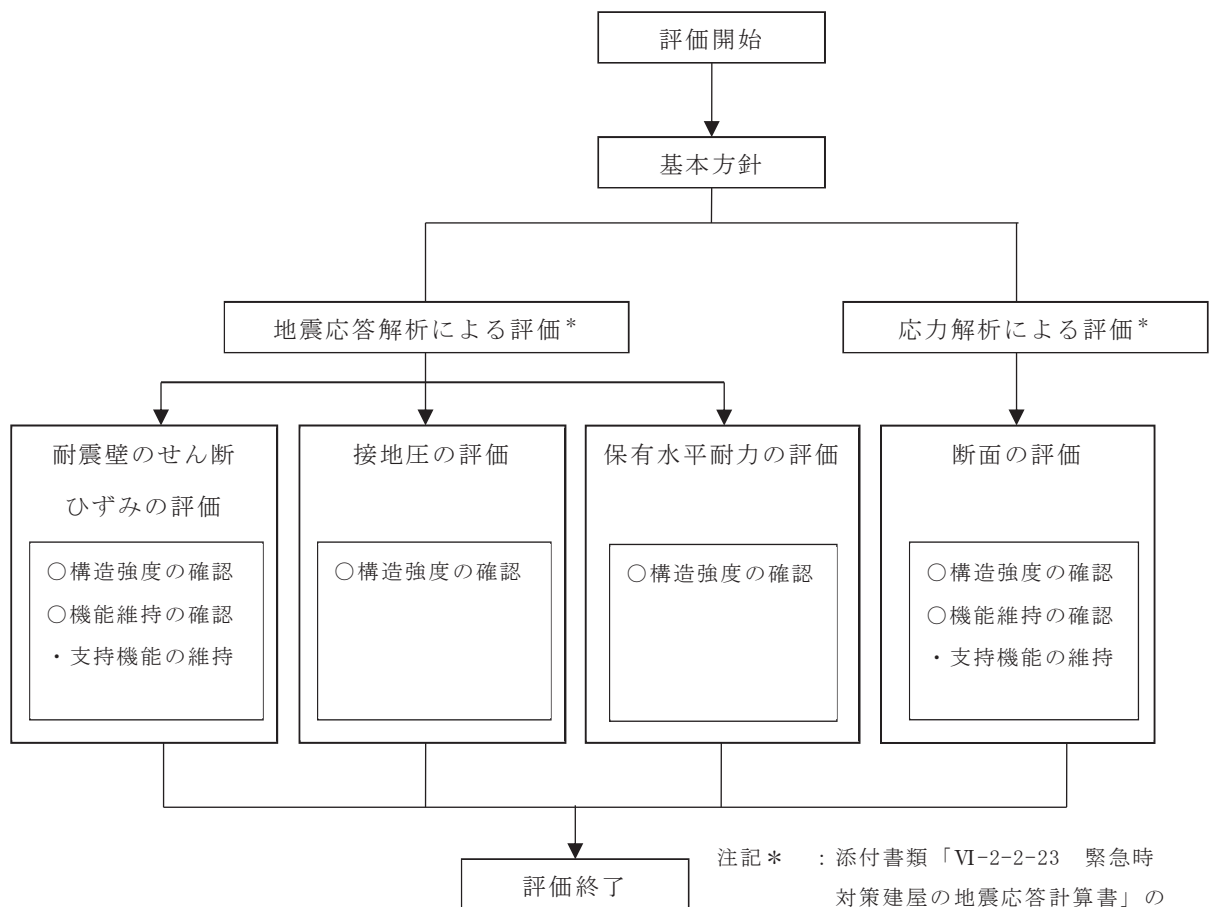 評価開始
基本方針
地震応答解析による評価*
応力解析による評価*
耐震壁のせん断
ひずみの評価
○構造強度の確認
○機能維持の確認
・支持機能の維持
接地圧の評価
○構造強度の確認
保有水平耐力の評価
○構造強度の確認
断面の評価
○構造強度の確認
○機能維持の確認
・支持機能の維持
評価終了
注記*　：添付書類「Ⅵ-2-2-23　緊急時
対策建屋の地震応答計算書」の